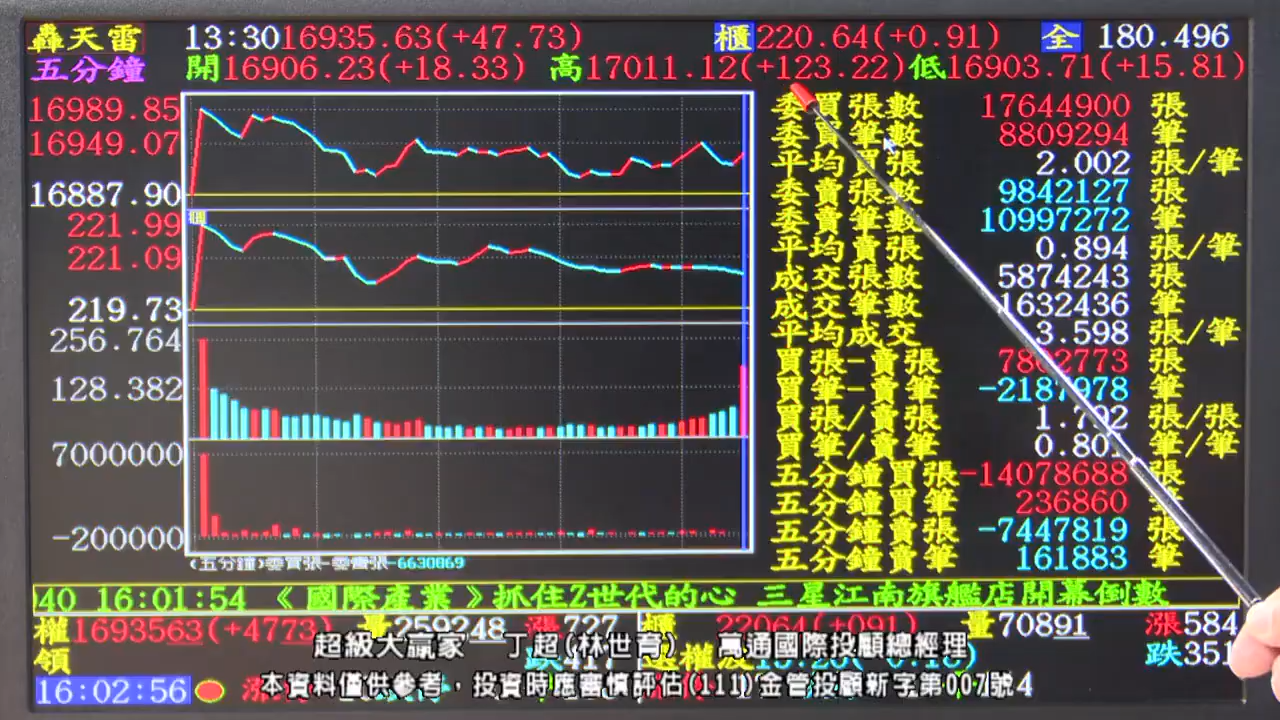 轟天雷 13:30 16935.63(+47.73) 櫃 220.64(+0.91) 全 180.496
五分鐘 開16906.23(+18.33) 高17011.12(+123.22) 低16903.71(+15.81)
16989.85
16949.07
16887.90
櫃
221.99
221.09
219.73
256.764
128.382
7000000
-200000
(五分鐘)委買張-委賣張-6630869
委買張數 17644900 張
委買筆數 8809294 筆
平均買張 2.002 張/筆
委賣張數 9842127 張
委賣筆數 10997272 筆
平均賣張 0.894 張/筆
成交張數 5874243 張
成交筆數 1632436 筆
平均成交 3.598 張/筆
買張-賣張 7802773 張
買筆-賣筆 -2187978 筆
買張/賣張 1.792 張/張
買筆/賣筆 0.801 筆/筆
五分鐘買張 -14078688 張
五分鐘買筆 236860 筆
五分鐘賣張 -7447819 張
五分鐘賣筆 161883 筆
40 16:01:54 《國際產業》抓住Z世代的心 三星江南旗艦店開幕倒數
權1693563(+4773) 量259248 漲727 櫃 22064(+091) 量70891 漲584
領 跌417 跌351
超級大贏家 丁超(林世育) 萬通國際投顧總經理
16:02:56
本資料僅供參考，投資時應審慎評估(111)金管投顧新字第007號